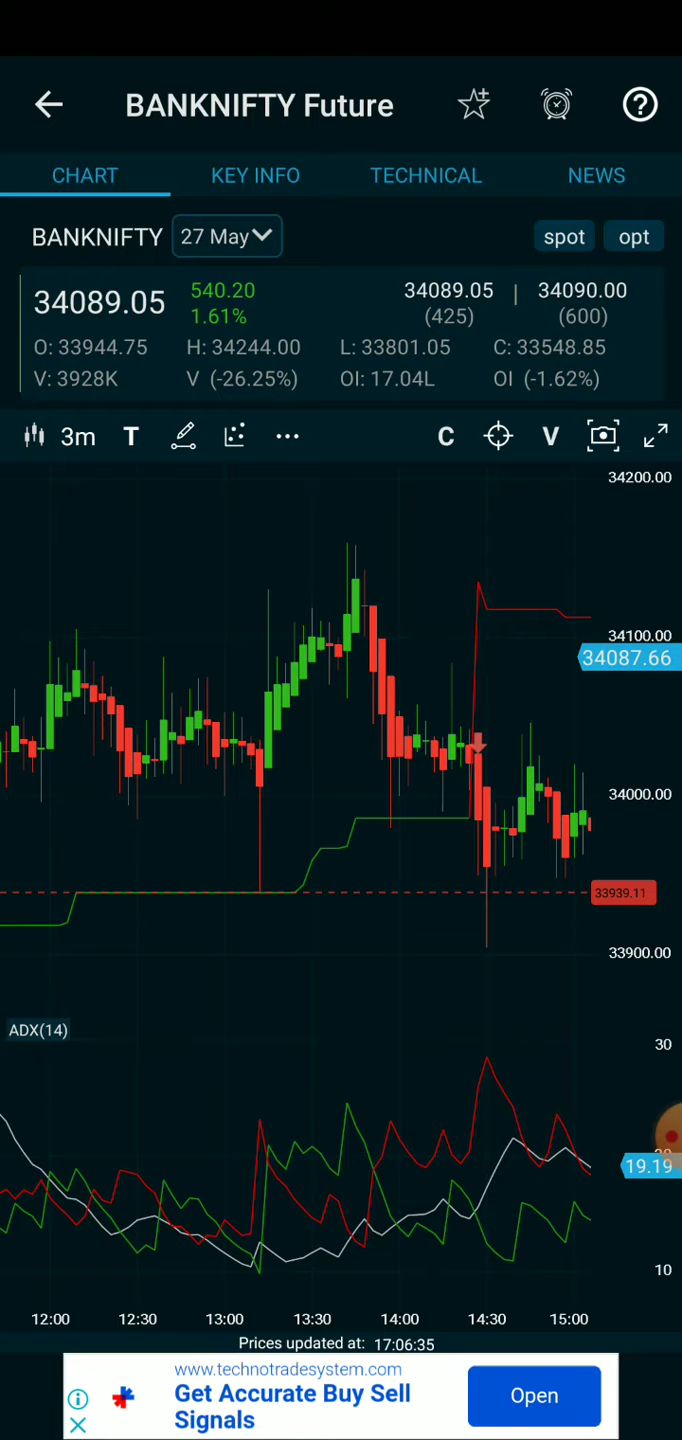 BANKNIFTY Future
CHART KEY INFO TECHNICAL NEWS
BANKNIFTY 27 May spot opt
34089.05 540.20 1.61% 34089.05 (425) | 34090.00 (600)
O: 33944.75 H: 34244.00 L: 33801.05 C: 33548.85
V: 3928K V (-26.25%) OI: 17.04L OI (-1.62%)
3m T ... C V
34200.00
34100.00
34087.66
34000.00
33939.11
33900.00
ADX(14)
30
19.19
10
12:00 12:30 13:00 13:30 14:00 14:30 15:00
Prices updated at: 17:06:35
www.technotradesystem.com
Get Accurate Buy Sell
Signals
Open